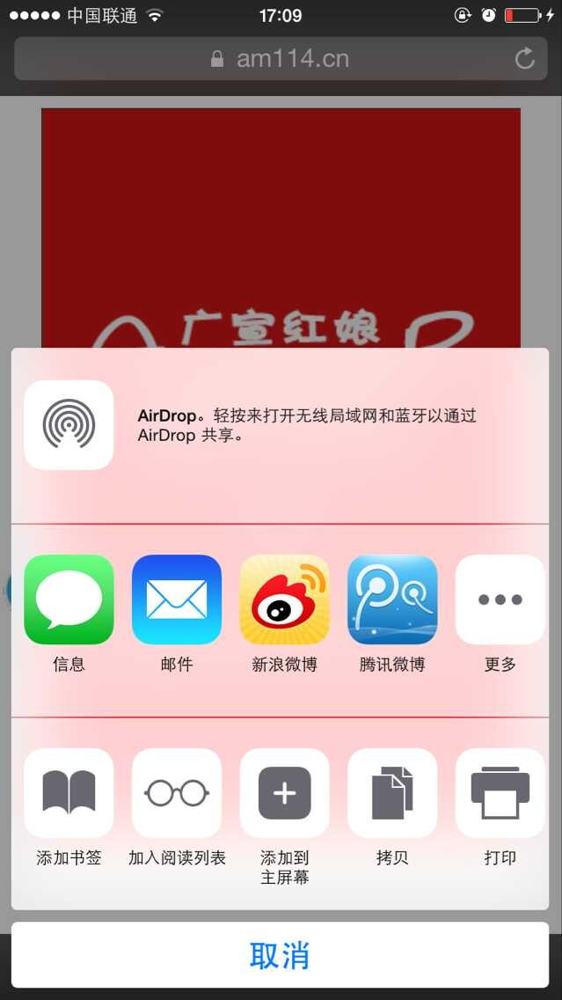 中国联通
17:09
am114.cn
广宣红娘
AirDrop。轻按来打开无线局域网和蓝牙以通过
AirDrop 共享。
信息
邮件
新浪微博
腾讯微博
更多
添加书签
加入阅读列表
添加到
主屏幕
拷贝
打印
取消